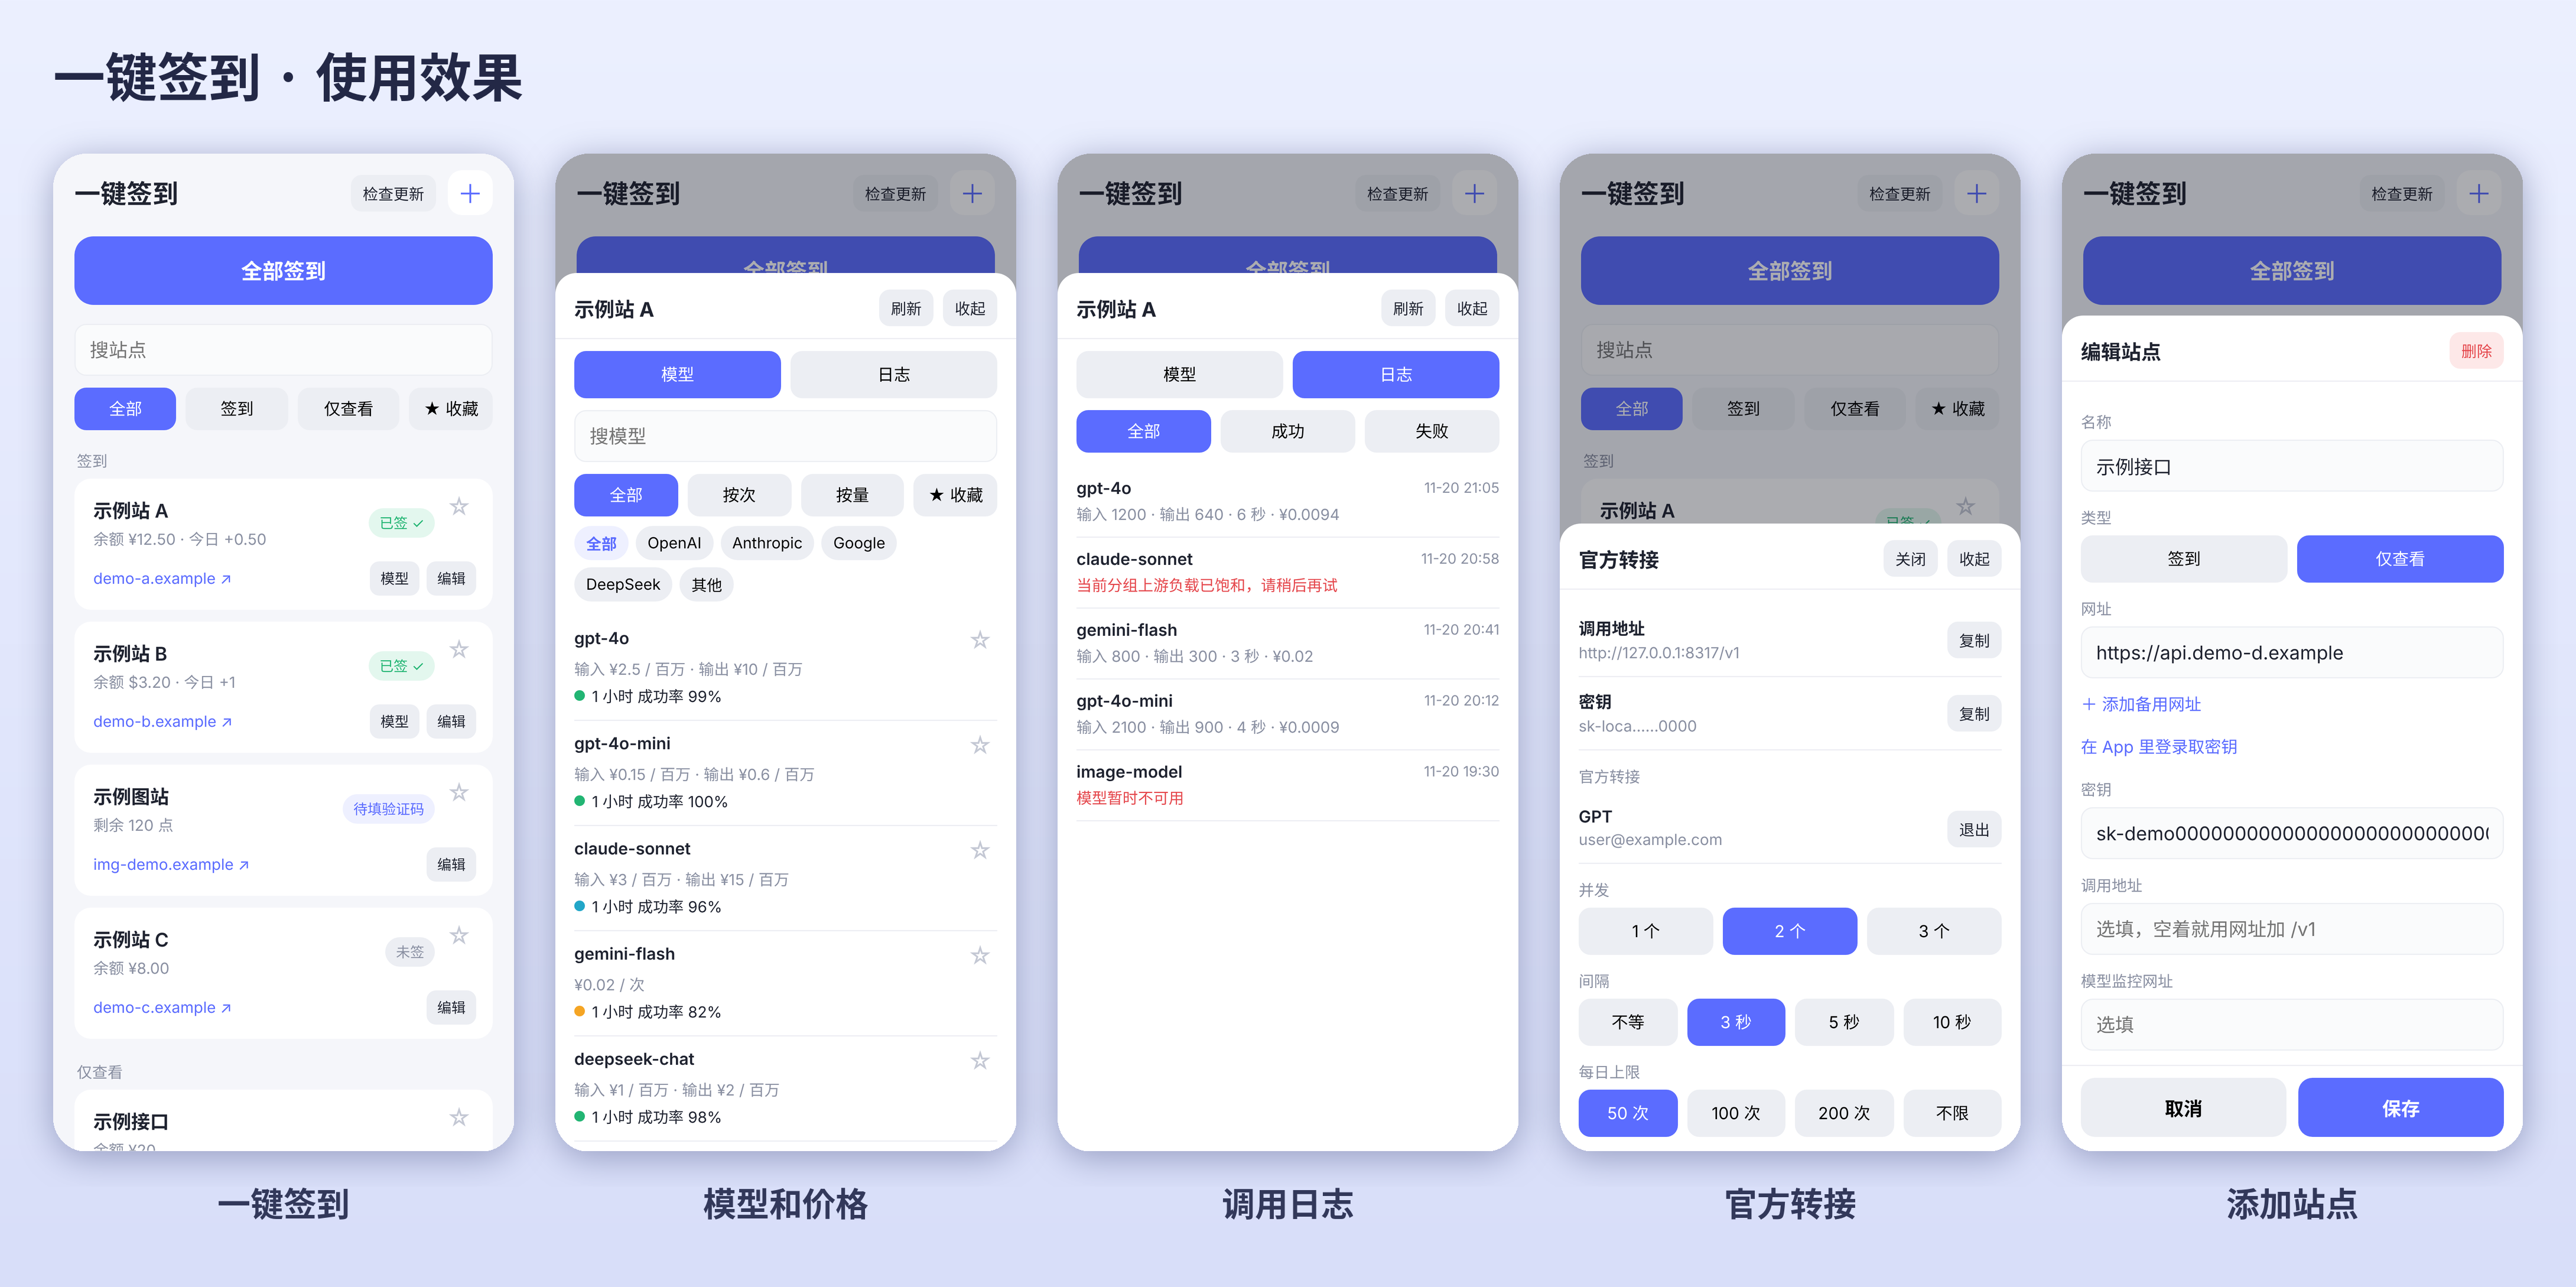 一键签到 · 使用效果
一键签到
检查更新
+
全部签到
搜站点
全部 签到 仅查看 ★ 收藏
签到
示例站 A
已签 ✓
余额 ¥12.50 · 今日 +0.50
demo-a.example ↗
模型 编辑
示例站 B
已签 ✓
余额 $3.20 · 今日 +1
demo-b.example ↗
模型 编辑
示例图站
待填验证码
剩余 120 点
img-demo.example ↗
编辑
示例站 C
未签
余额 ¥8.00
demo-c.example ↗
编辑
仅查看
示例接口
余额 ¥20
一键签到
一键签到
检查更新
+
全部签到
示例站 A
刷新 收起
模型 日志
搜模型
全部 按次 按量 ★ 收藏
全部 OpenAI Anthropic Google
DeepSeek 其他
gpt-4o
输入 ¥2.5 / 百万 · 输出 ¥10 / 百万
1 小时 成功率 99%
gpt-4o-mini
输入 ¥0.15 / 百万 · 输出 ¥0.6 / 百万
1 小时 成功率 100%
claude-sonnet
输入 ¥3 / 百万 · 输出 ¥15 / 百万
1 小时 成功率 96%
gemini-flash
¥0.02 / 次
1 小时 成功率 82%
deepseek-chat
输入 ¥1 / 百万 · 输出 ¥2 / 百万
1 小时 成功率 98%
模型和价格
一键签到
检查更新
+
全部签到
示例站 A
刷新 收起
模型 日志
全部 成功 失败
gpt-4o 11-20 21:05
输入 1200 · 输出 640 · 6 秒 · ¥0.0094
claude-sonnet 11-20 20:58
当前分组上游负载已饱和，请稍后再试
gemini-flash 11-20 20:41
输入 800 · 输出 300 · 3 秒 · ¥0.02
gpt-4o-mini 11-20 20:12
输入 2100 · 输出 900 · 4 秒 · ¥0.0009
image-model 11-20 19:30
模型暂时不可用
调用日志
一键签到
检查更新
+
全部签到
搜站点
全部 签到 仅查看 ★ 收藏
签到
示例站 A
已签 ✓
官方转接
关闭 收起
调用地址
http://127.0.0.1:8317/v1
复制
密钥
sk-loca......0000
复制
官方转接
GPT
user@example.com
退出
并发
1 个 2 个 3 个
间隔
不等 3 秒 5 秒 10 秒
每日上限
50 次 100 次 200 次 不限
官方转接
一键签到
检查更新
+
全部签到
编辑站点
删除
名称
示例接口
类型
签到 仅查看
网址
https://api.demo-d.example
+ 添加备用网址
在 App 里登录取密钥
密钥
sk-demo0000000000000000000000000000
调用地址
选填，空着就用网址加 /v1
模型监控网址
选填
取消 保存
添加站点